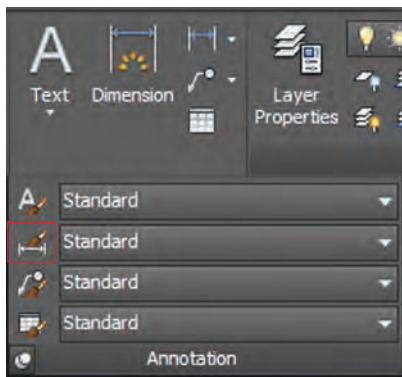 A
Text
Dimension
Layer
Properties
Standard
Standard
Standard
Standard
Annotation